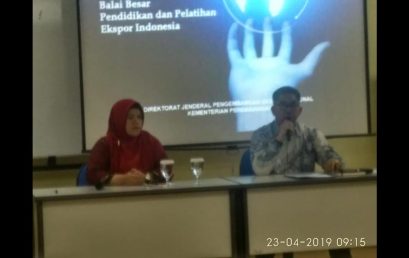 Balai Besar
Pendidikan dan Pelatihan
Ekspor Indonesia
DIREKTORAT JENDERAL PENGEMBANGAN
KEMENTERIAN
23-04-2019 09:15